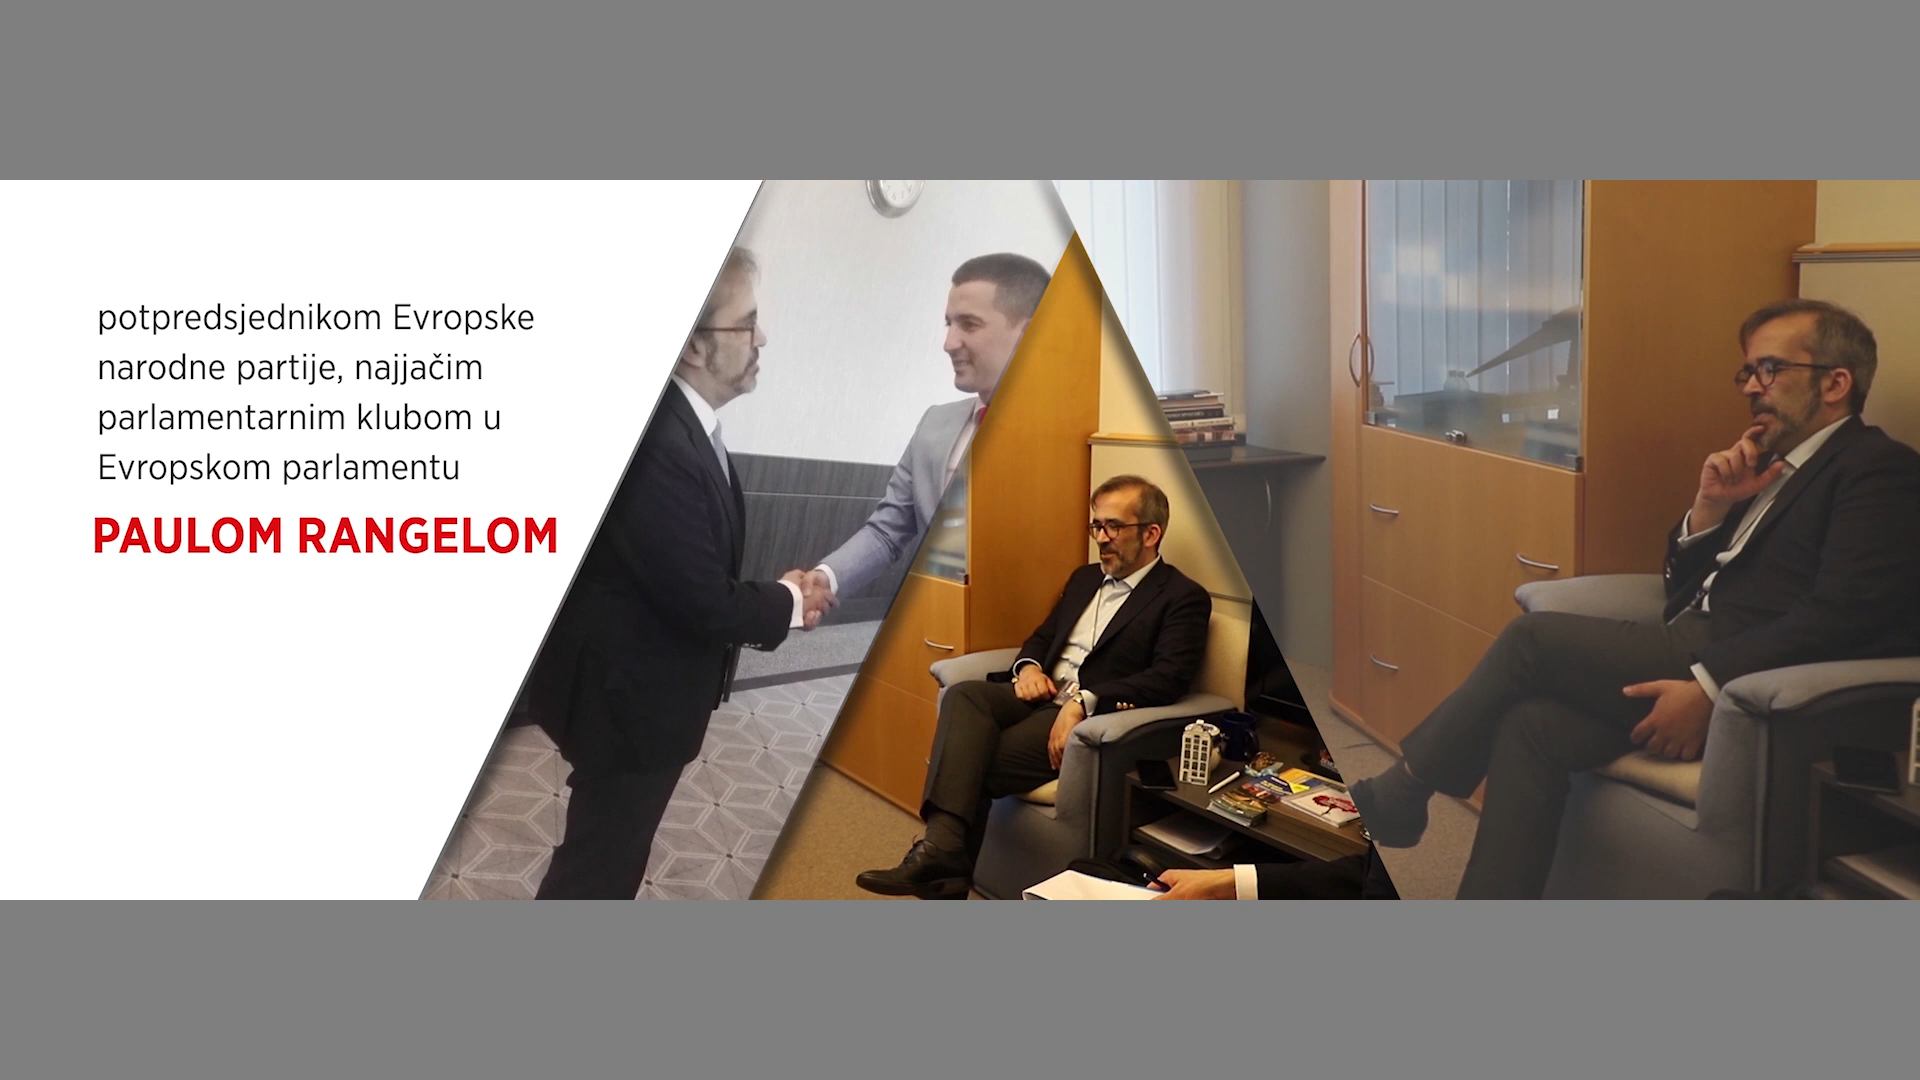 potpredsjednikom Evropske
narodne partije, najjačim
parlamentarnim klubom u
Evropskom parlamentu
PAULOM RANGELOM